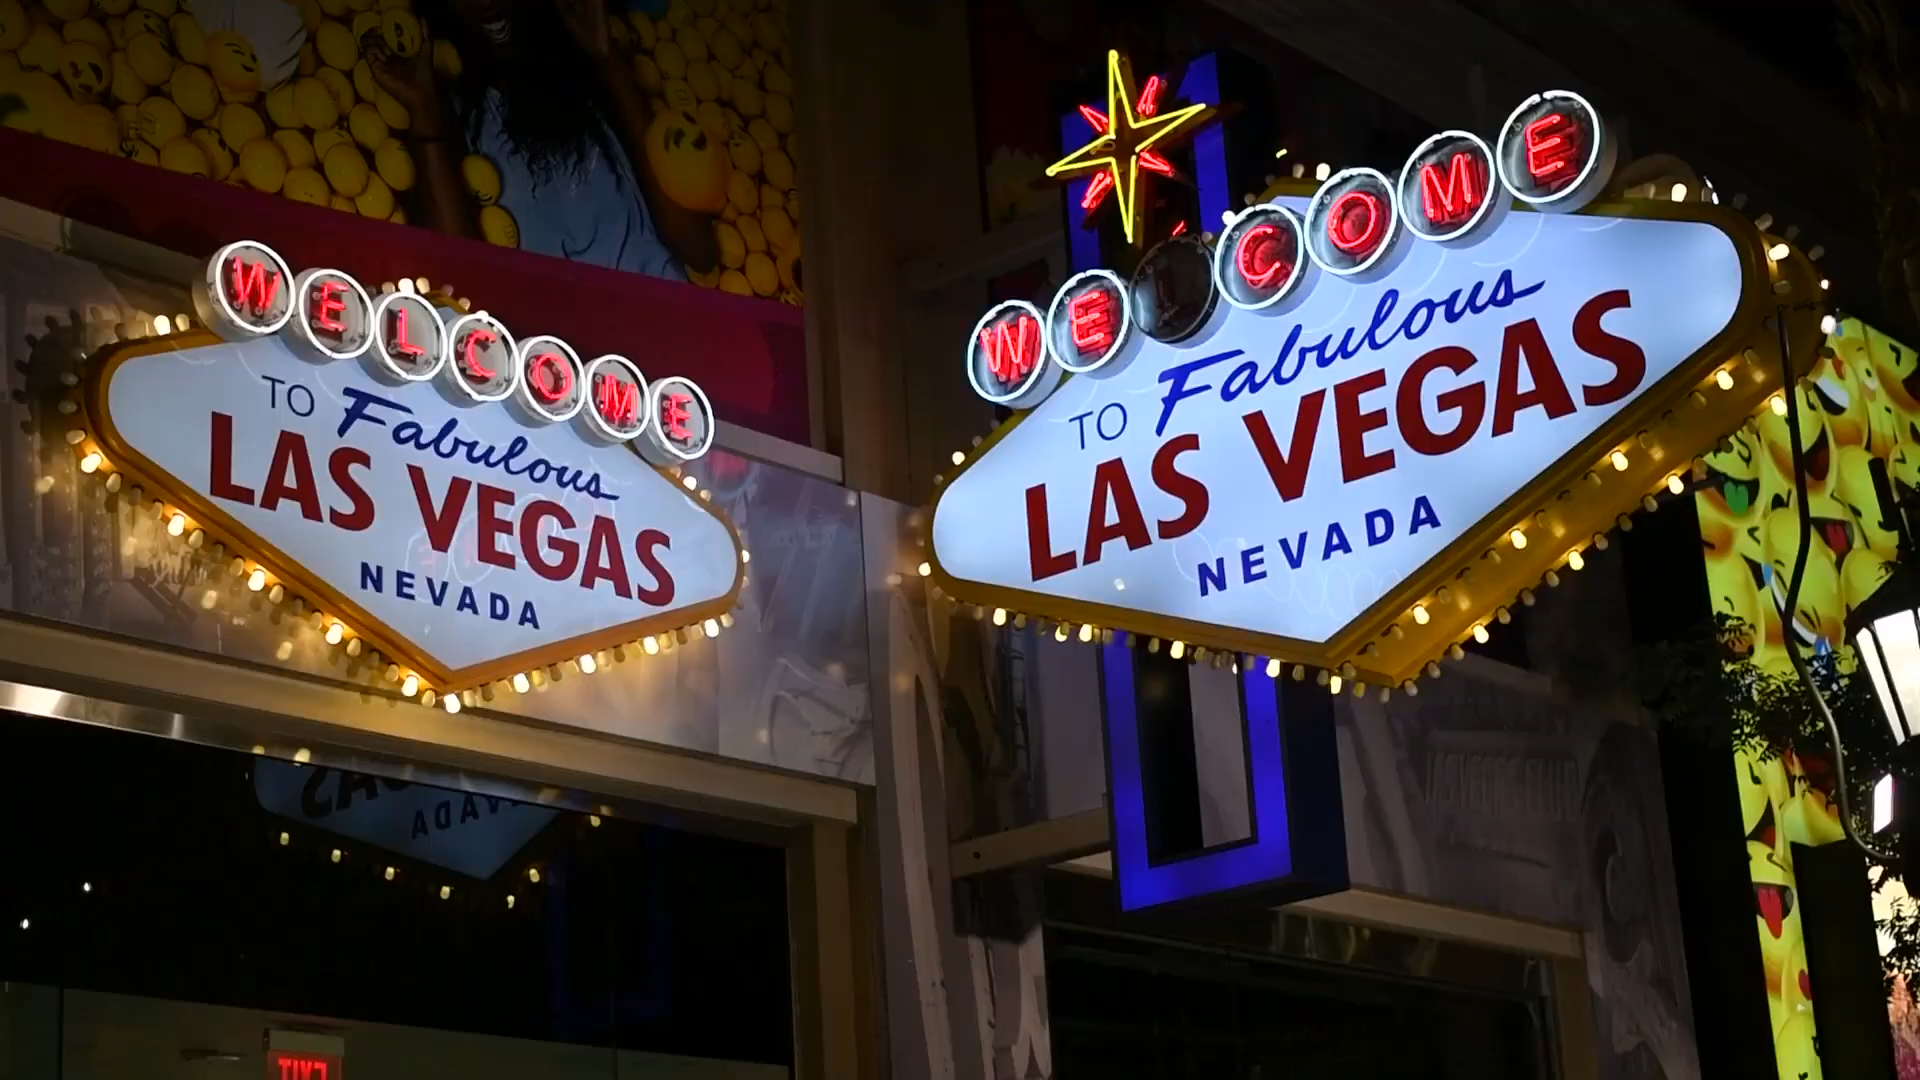 WELCOME
TO Fabulous
LAS VEGAS
NEVADA
WELCOME
TO Fabulous
LAS VEGAS
NEVADA
EXIT